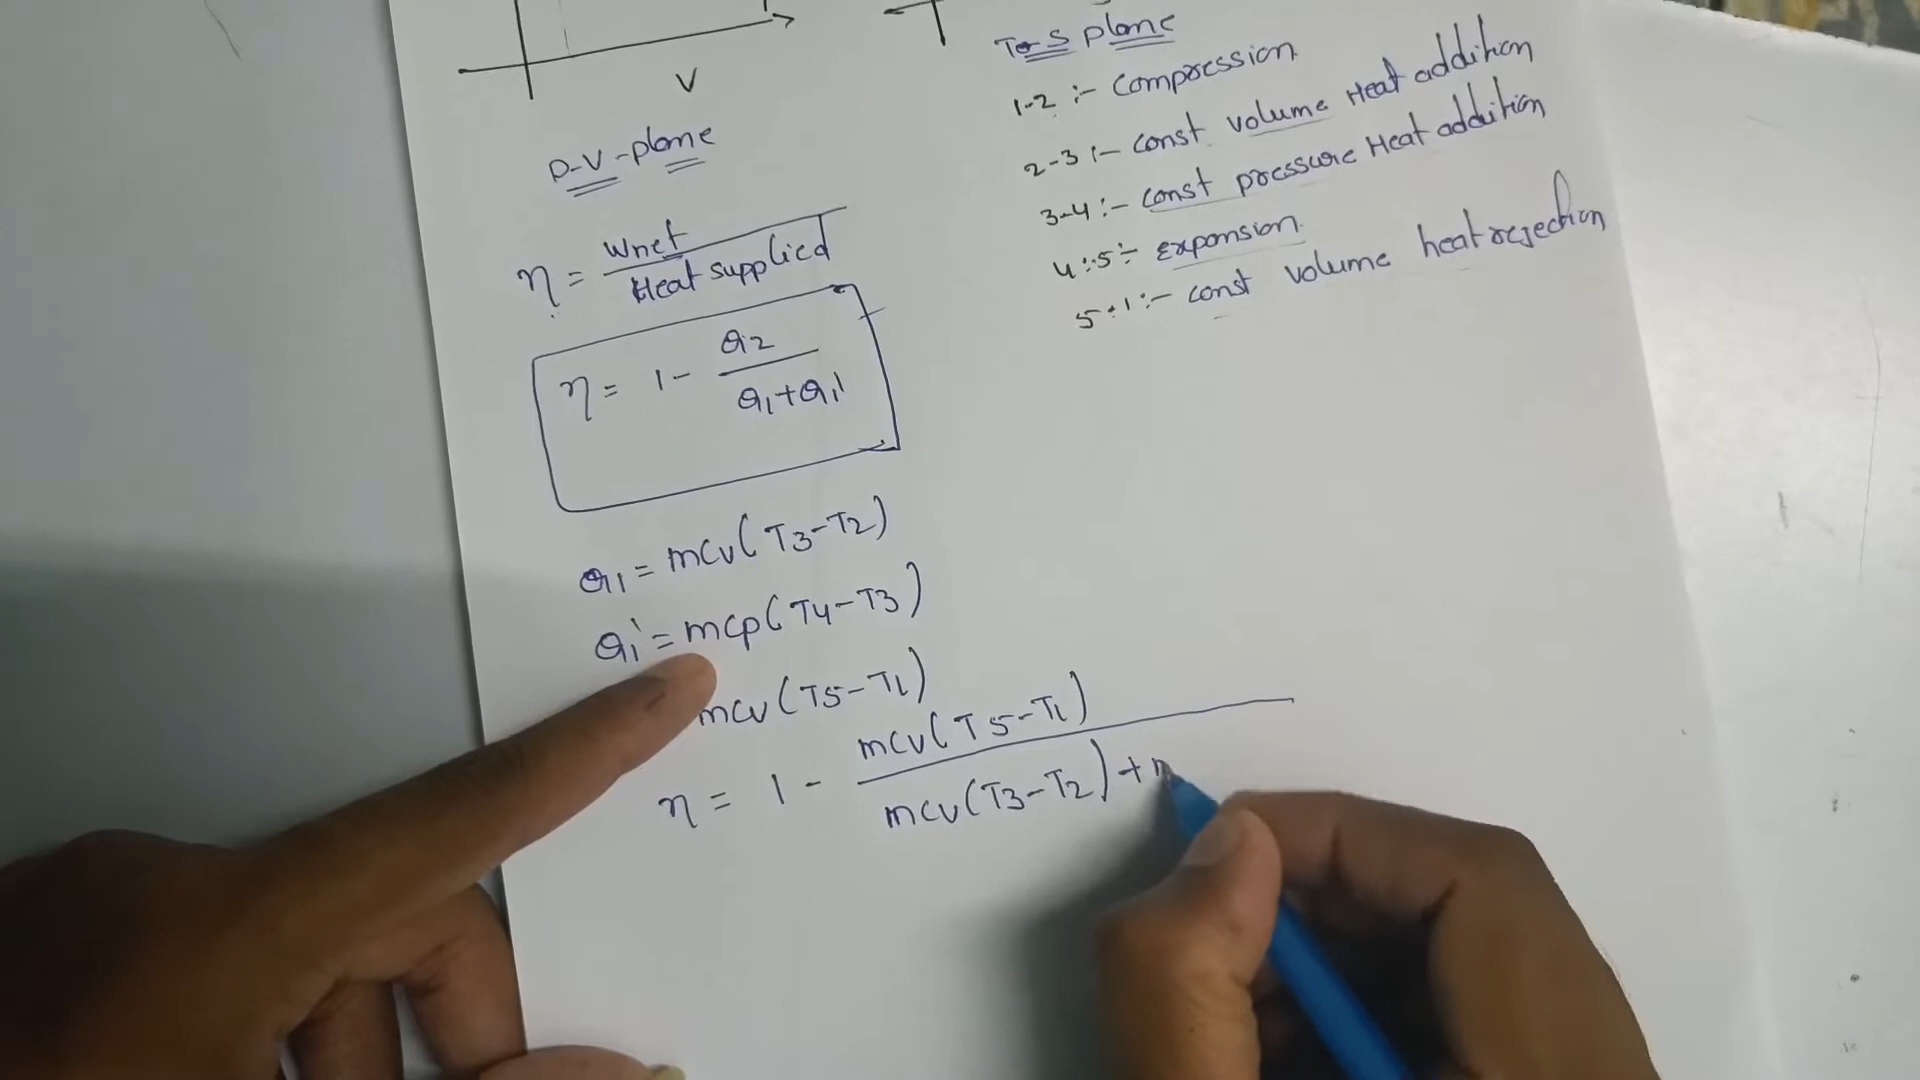 V
P-V-plane
η = Wnet / Heat supplied
η = 1 - Q2 / Q1+Q1'
Q1 = mcv(T3-T2)
Q1' = mcp(T4-T3)
mcv(T5-T1)
η = 1 - mcv(T5-T1) / mcv(T3-T2) +
T-S plane
1-2 :- Compression
2-3 :- const volume Heat addition
3-4 :- const pressure Heat addition
4-5 :- Expansion.
5-1 :- const volume heat rejection